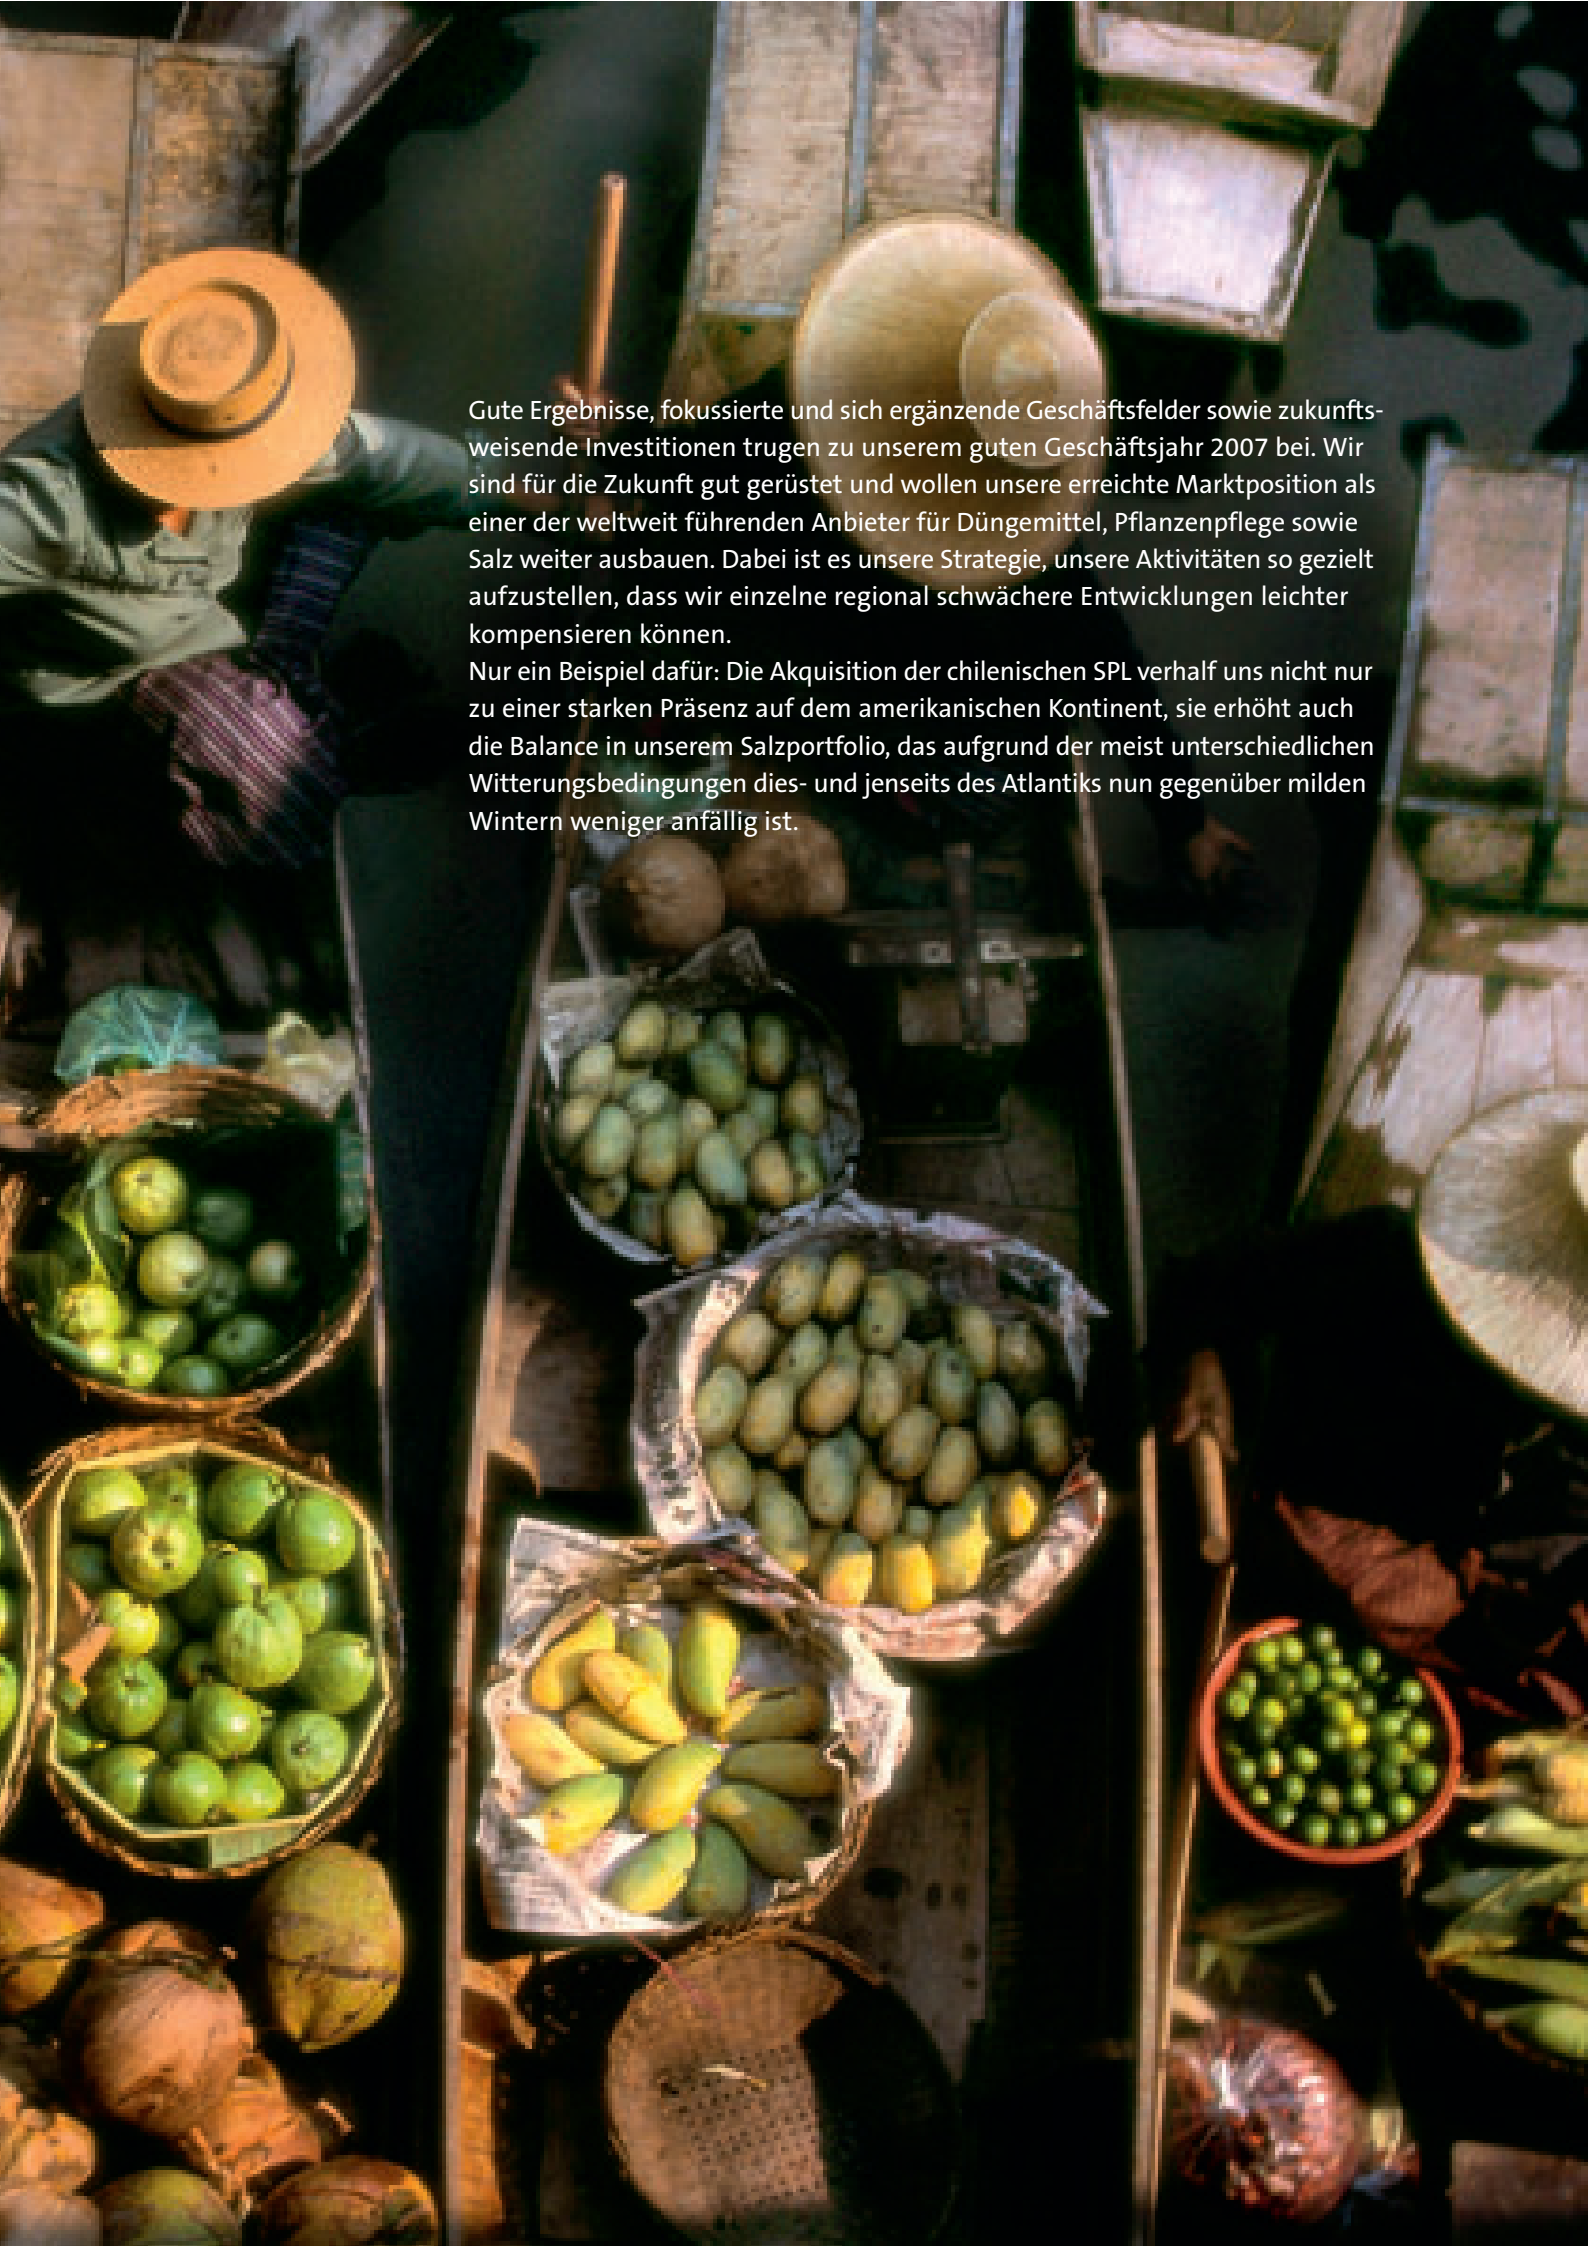 Gute Ergebnisse, fokussierte und sich ergänzende Geschäftsfelder sowie zukunfts-
weisende Investitionen trugen zu unserem guten Geschäftsjahr 2007 bei. Wir
sind für die Zukunft gut gerüstet und wollen unsere erreichte Marktposition als
einer der weltweit führenden Anbieter für Düngemittel, Pflanzenpflege sowie
Salz weiter ausbauen. Dabei ist es unsere Strategie, unsere Aktivitäten so gezielt
aufzustellen, dass wir einzelne regional schwächere Entwicklungen leichter
kompensieren können.
Nur ein Beispiel dafür: Die Akquisition der chilenischen SPL verhalf uns nicht nur
zu einer starken Präsenz auf dem amerikanischen Kontinent, sie erhöht auch
die Balance in unserem Salzportfolio, das aufgrund der meist unterschiedlichen
Witterungsbedingungen dies- und jenseits des Atlantiks nun gegenüber milden
Wintern weniger anfällig ist.